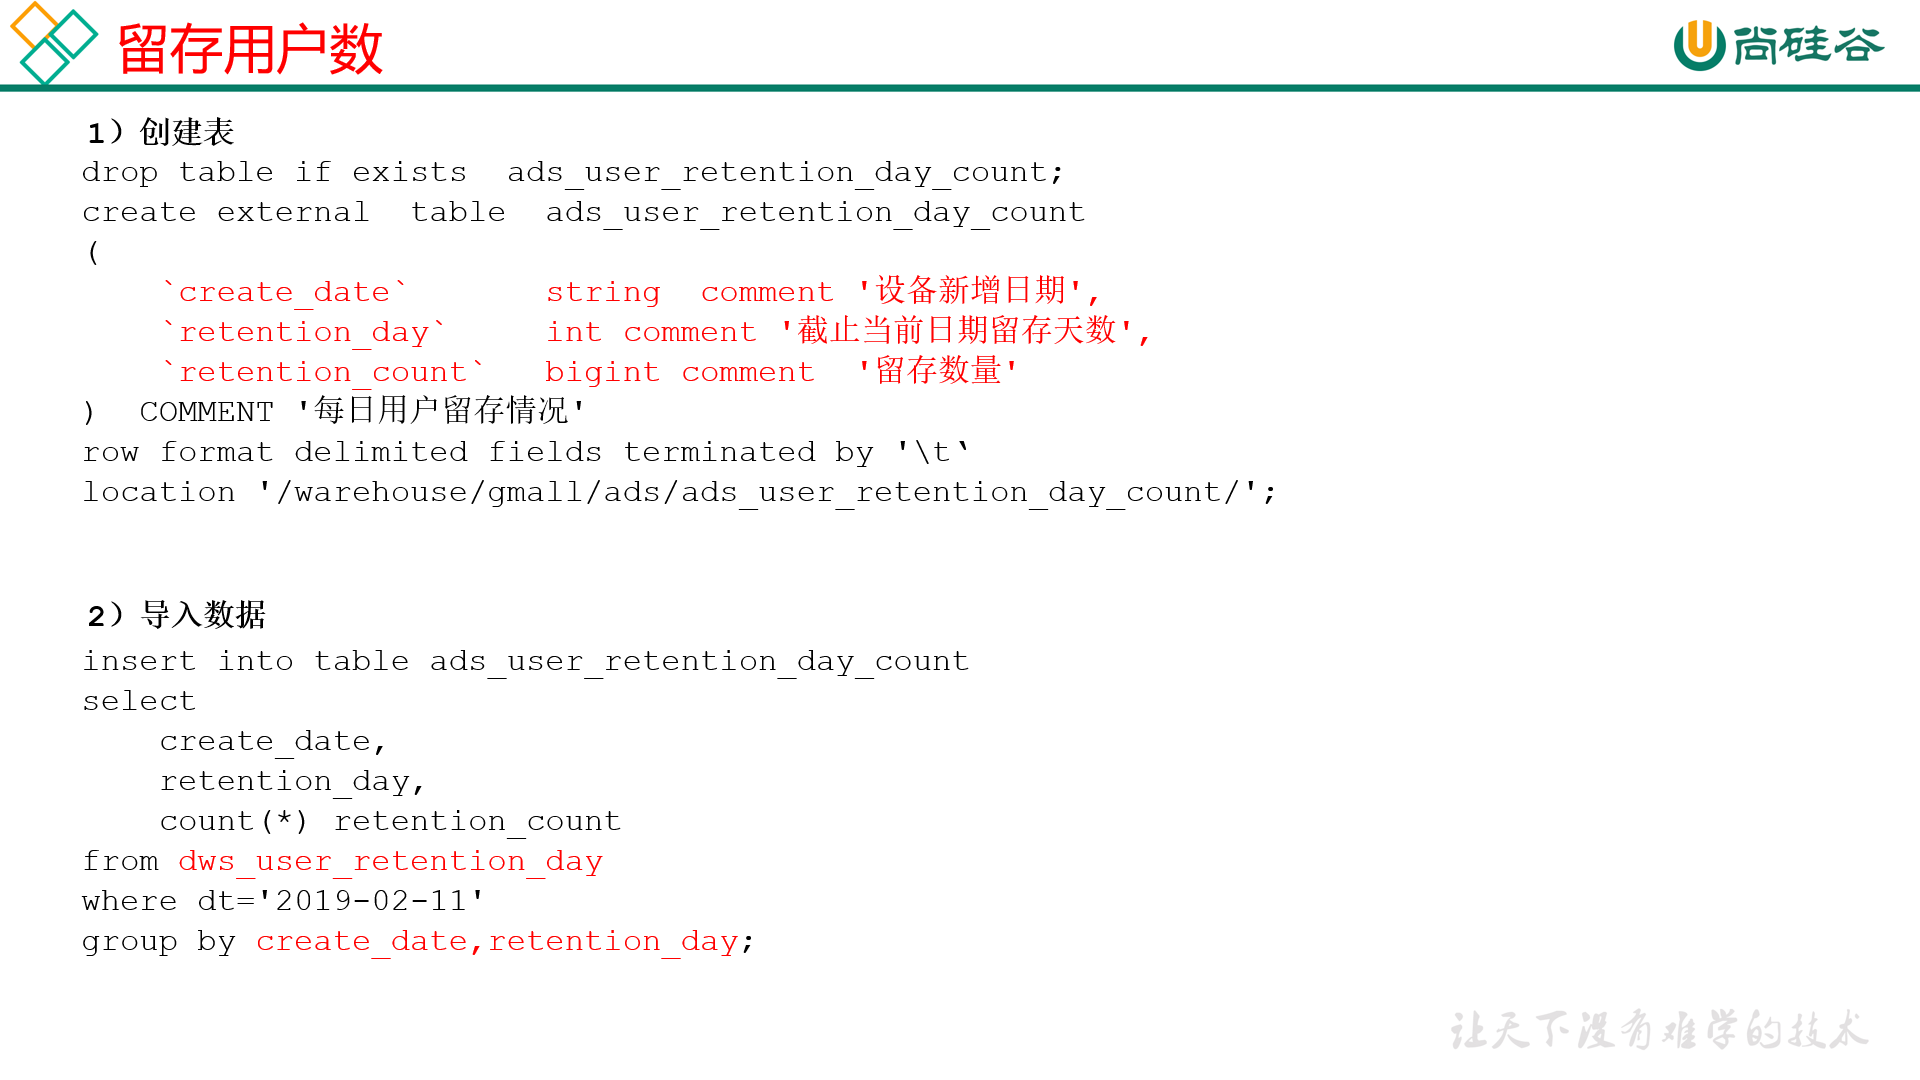 留存用户数
尚硅谷
1）创建表
drop table if exists  ads_user_retention_day_count;
create external  table  ads_user_retention_day_count
(
    `create_date`       string  comment '设备新增日期',
    `retention_day`     int comment '截止当前日期留存天数',
    `retention_count`   bigint comment  '留存数量'
)  COMMENT '每日用户留存情况'
row format delimited fields terminated by '\t‘
location '/warehouse/gmall/ads/ads_user_retention_day_count/';
2）导入数据
insert into table ads_user_retention_day_count
select
    create_date,
    retention_day,
    count(*) retention_count
from dws_user_retention_day
where dt='2019-02-11'
group by create_date,retention_day;
让天下没有难学的技术